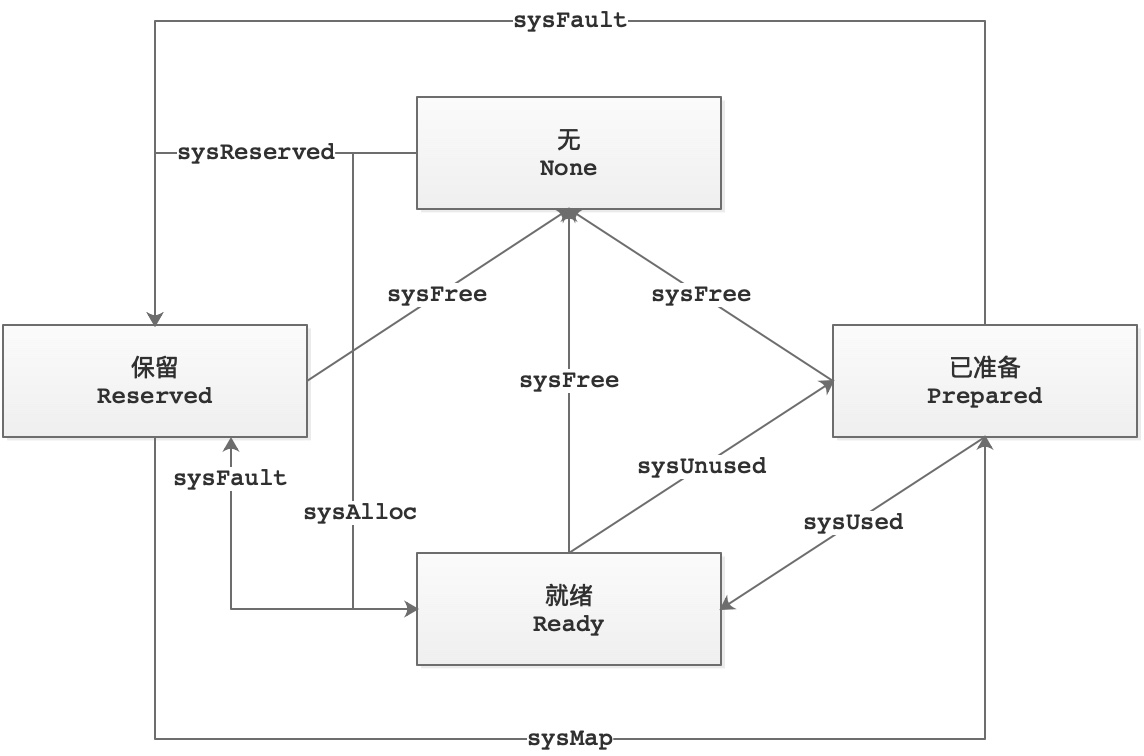 sysFault
无
None
sysReserved
sysFree
sysFree
保留
Reserved
sysFree
已准备
Prepared
sysFault
sysUnused
sysAlloc
sysUsed
就绪
Ready
sysMap